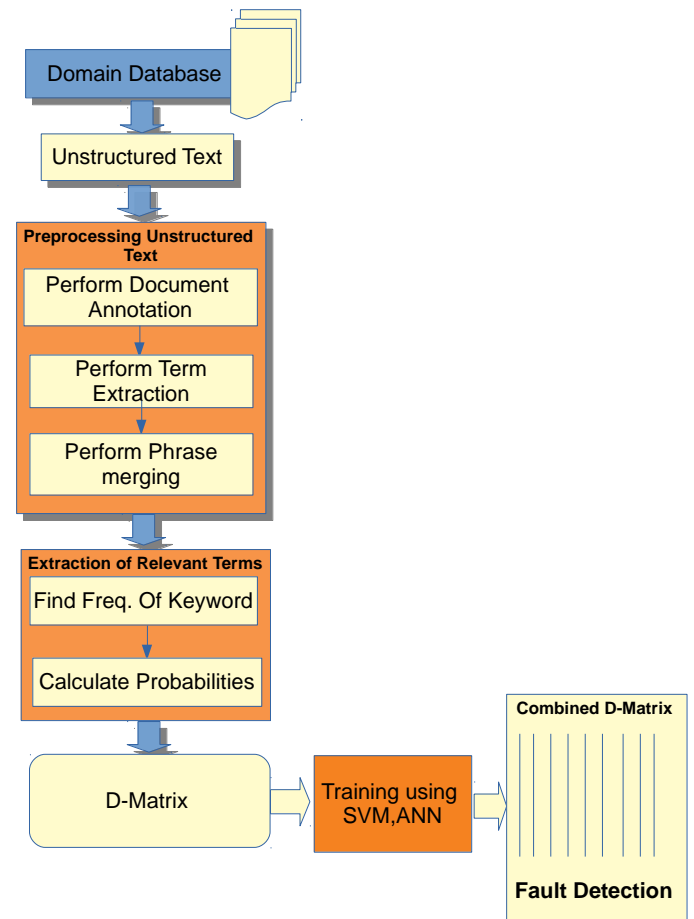 Domain Database
Unstructured Text
Preprocessing Unstructured
Text
Perform Document
Annotation
Perform Term
Extraction
Perform Phrase
merging
Extraction of Relevant Terms
Find Freq. Of Keyword
Calculate Probabilities
D-Matrix
Training using
SVM,ANN
Combined D-Matrix
Fault Detection